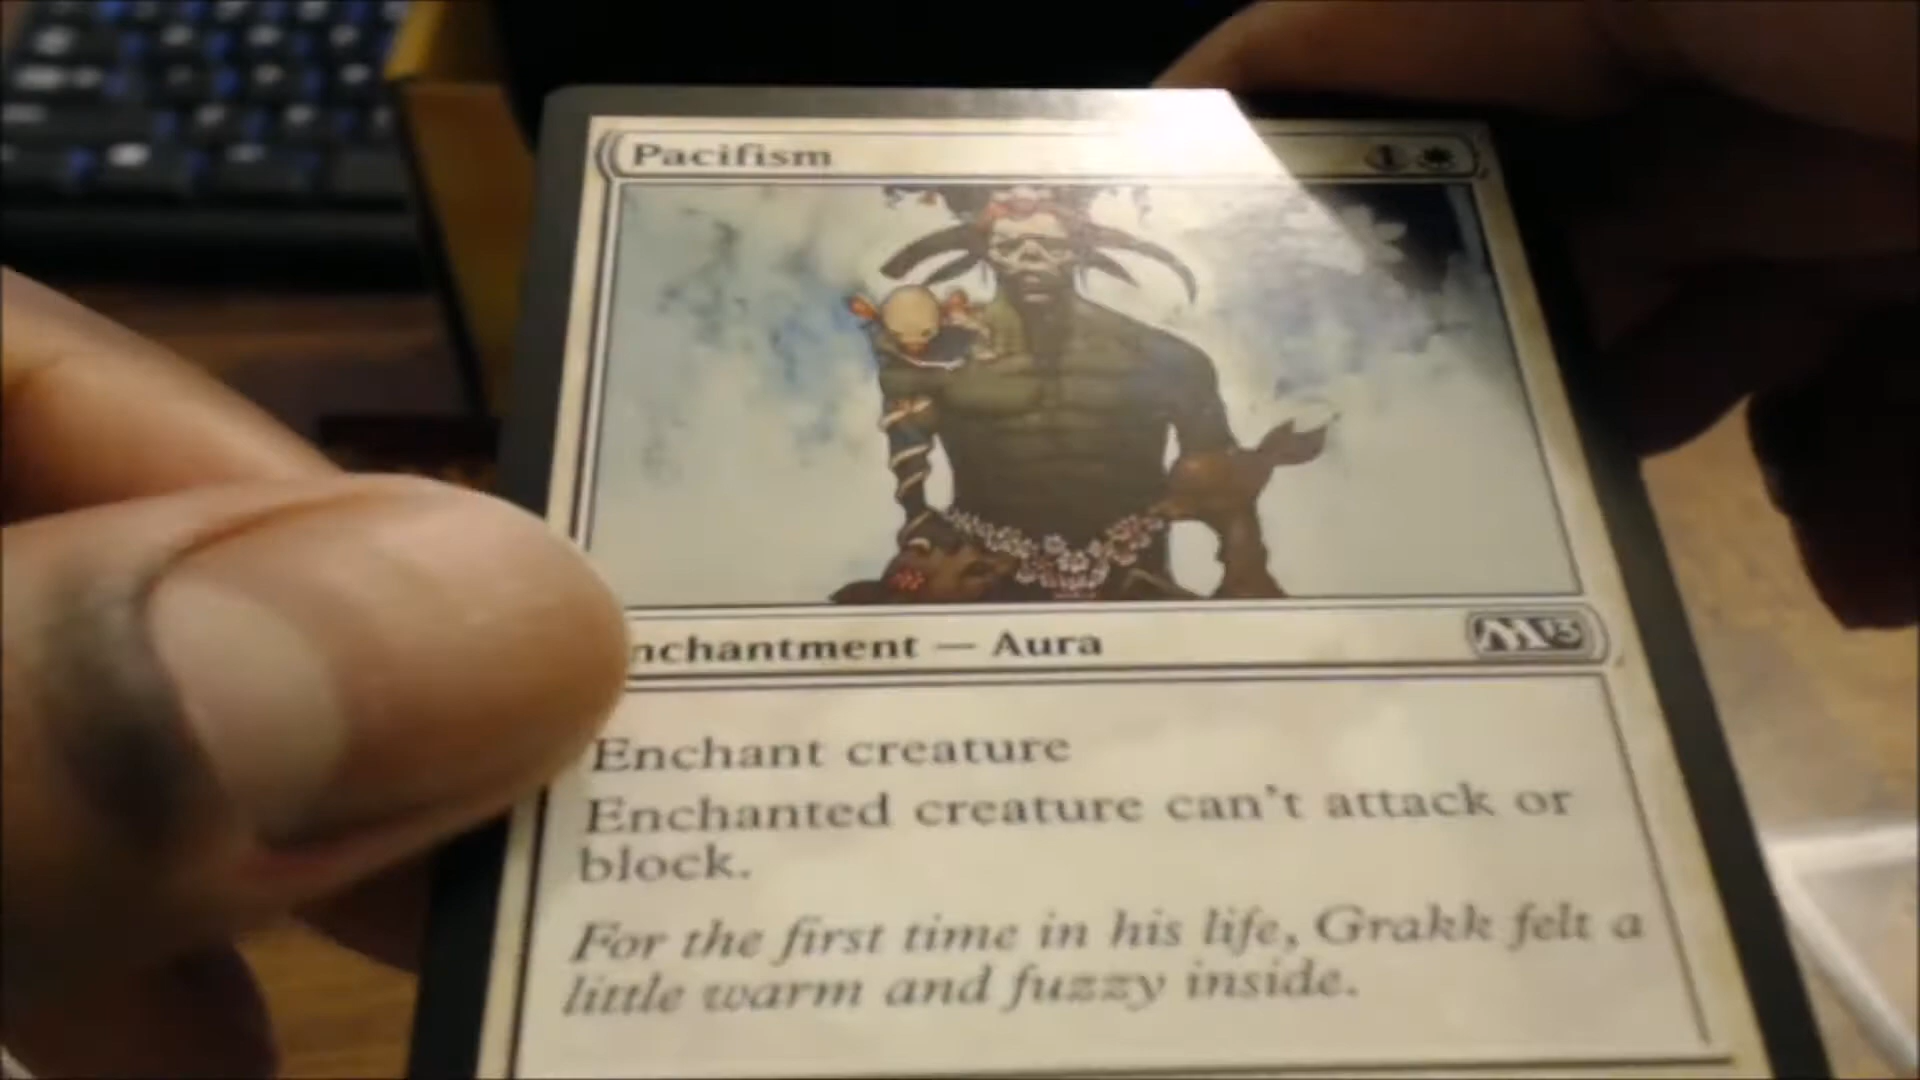 Pacifism 1
nchantment — Aura M13
Enchant creature
Enchanted creature can't attack or
block.
For the first time in his life, Grakk felt a
little warm and fuzzy inside.